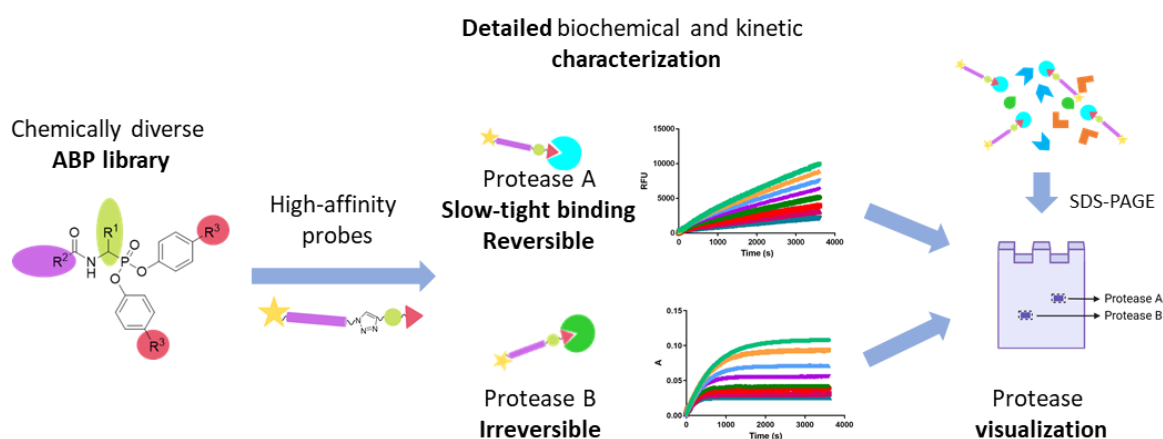 Detailed biochemical and kinetic
characterization
Chemically diverse
ABP library
R¹
O
R²
N
H
P
O
O
O
R³
R³
High-affinity
probes
N
N=N
Protease A
Slow-tight binding
Reversible
15000
10000
5000
0
RFU
0 1000 2000 3000 4000
Time (s)
Protease B
Irreversible
0.15
0.10
0.05
0.00
A
0 1000 2000 3000 4000
Time (s)
SDS-PAGE
Protease A
Protease B
Protease
visualization